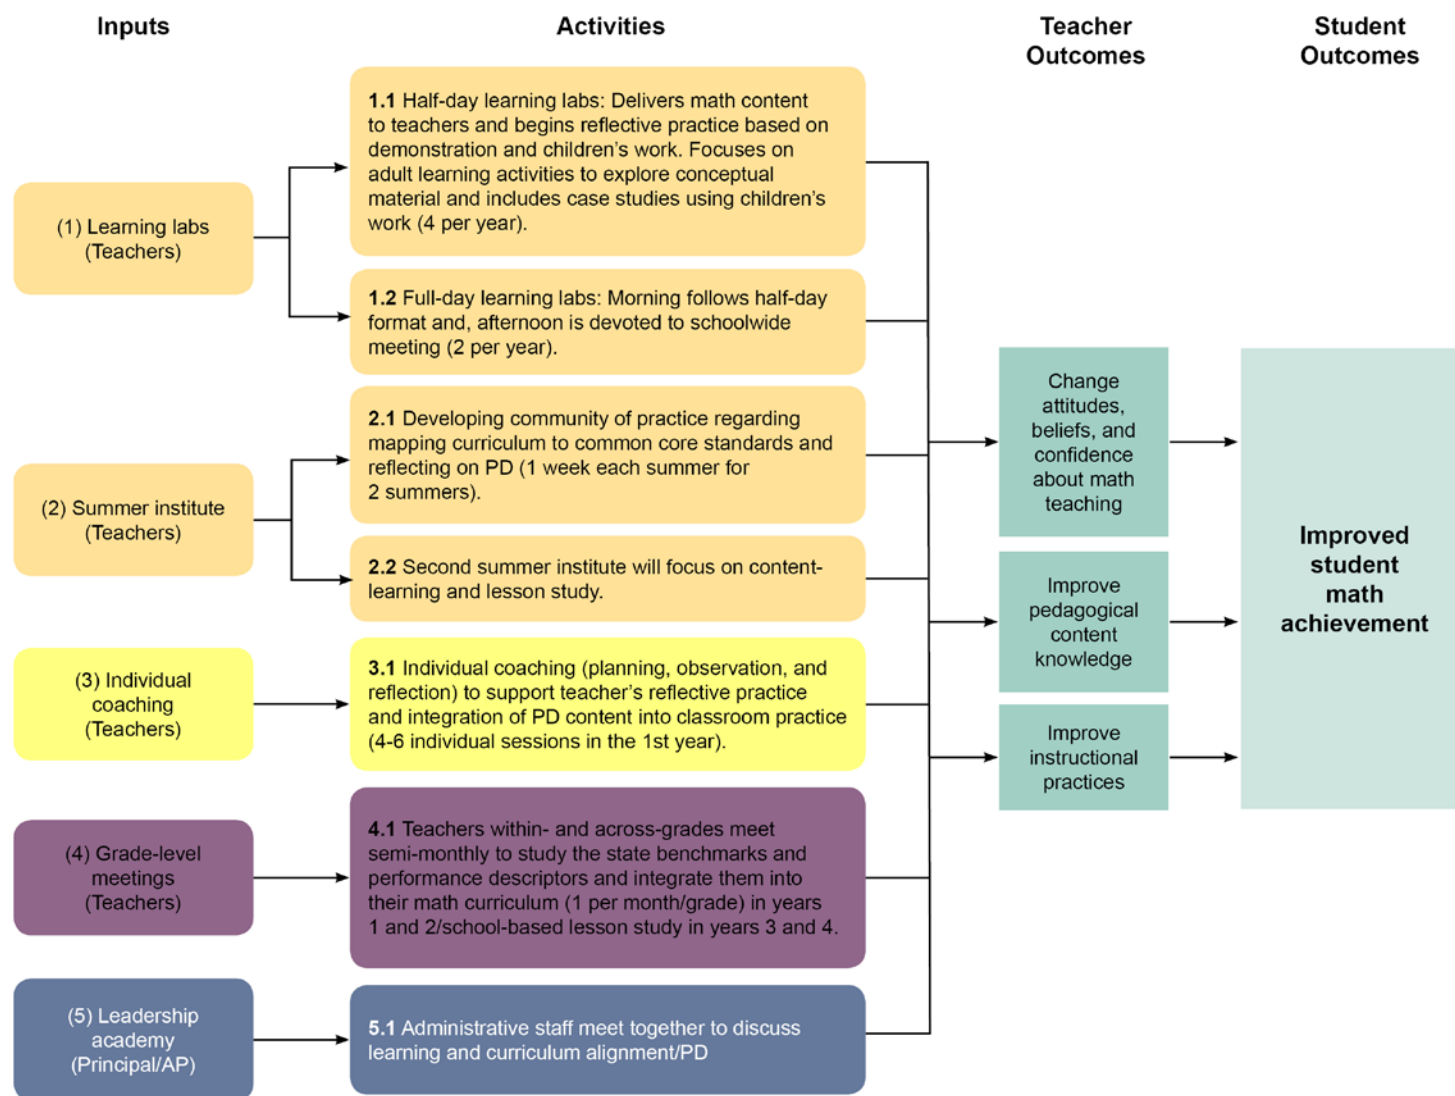 Inputs
Activities
Teacher
Outcomes
Student
Outcomes
(1) Learning labs
(Teachers)
1.1 Half-day learning labs: Delivers math content
to teachers and begins reflective practice based on
demonstration and children’s work. Focuses on
adult learning activities to explore conceptual
material and includes case studies using children’s
work (4 per year).
1.2 Full-day learning labs: Morning follows half-day
format and, afternoon is devoted to schoolwide
meeting (2 per year).
(2) Summer institute
(Teachers)
2.1 Developing community of practice regarding
mapping curriculum to common core standards and
reflecting on PD (1 week each summer for
2 summers).
2.2 Second summer institute will focus on content-
learning and lesson study.
(3) Individual
coaching
(Teachers)
3.1 Individual coaching (planning, observation, and
reflection) to support teacher’s reflective practice
and integration of PD content into classroom practice
(4-6 individual sessions in the 1st year).
(4) Grade-level
meetings
(Teachers)
4.1 Teachers within- and across-grades meet
semi-monthly to study the state benchmarks and
performance descriptors and integrate them into
their math curriculum (1 per month/grade) in years
1 and 2/school-based lesson study in years 3 and 4.
(5) Leadership
academy
(Principal/AP)
5.1 Administrative staff meet together to discuss
learning and curriculum alignment/PD
Change
attitudes,
beliefs, and
confidence
about math
teaching
Improve
pedagogical
content
knowledge
Improve
instructional
practices
Improved
student
math
achievement